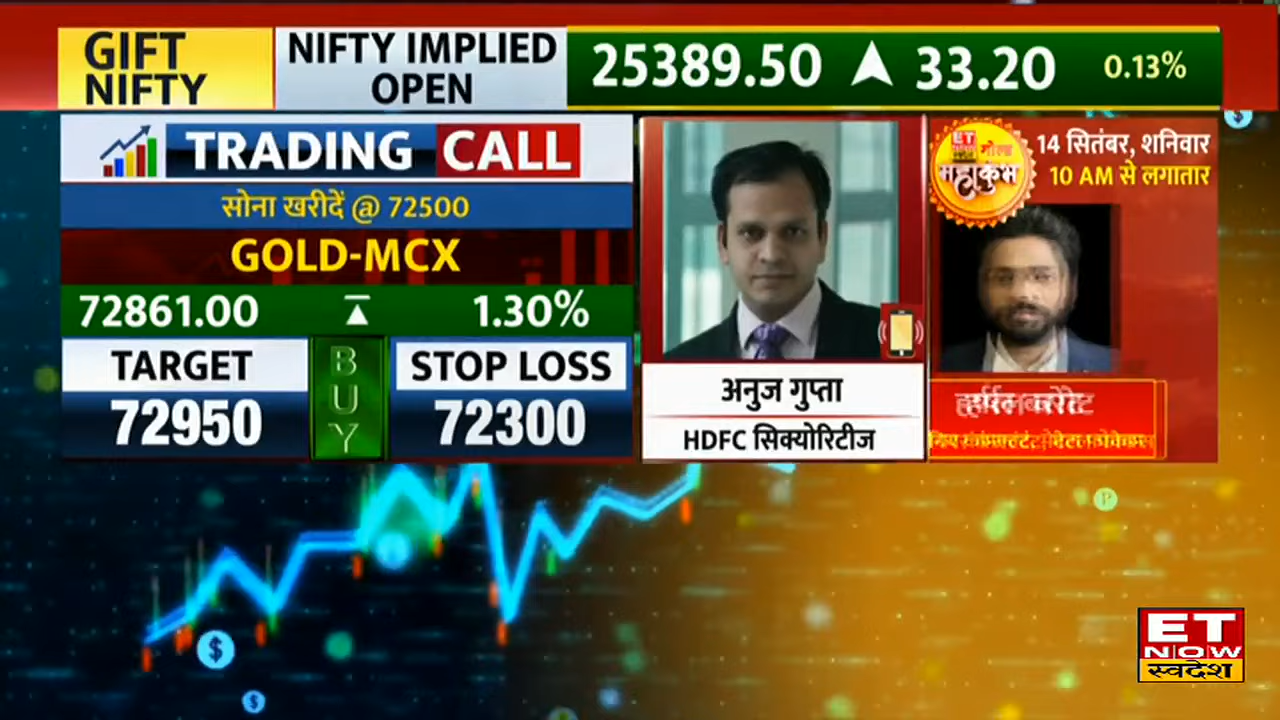 GIFT
NIFTY
NIFTY IMPLIED
OPEN
25389.50
33.20
0.13%
TRADING CALL
सोना खरीदें @ 72500
GOLD-MCX
72861.00
1.30%
TARGET
72950
BUY
STOP LOSS
72300
अनुज गुप्ता
HDFC सिक्योरिटीज
ET
महाकुंभ
14 सितंबर, शनिवार
10 AM से लगातार
ET
NOW
स्वदेश